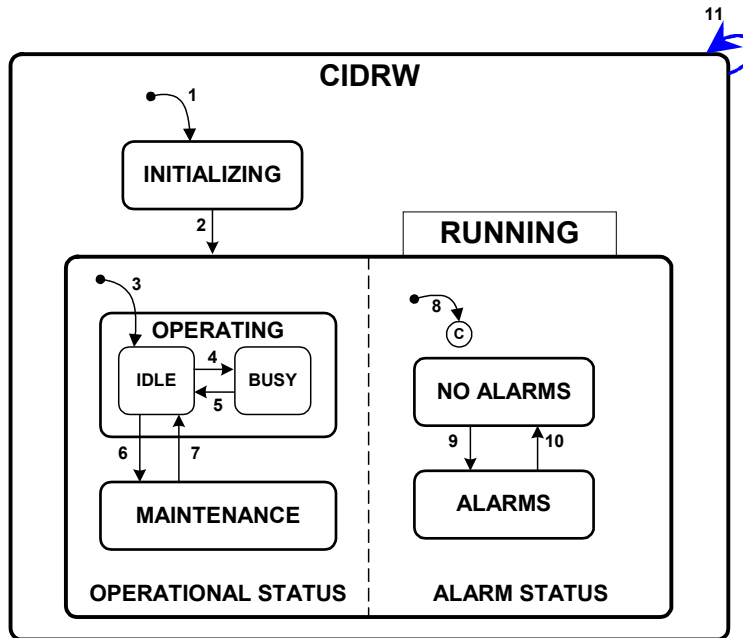 11
CIDRW
1
INITIALIZING
2
RUNNING
3
8
OPERATING
C
IDLE
4
BUSY
5
NO ALARMS
6
7
9
10
MAINTENANCE
ALARMS
OPERATIONAL STATUS
ALARM STATUS